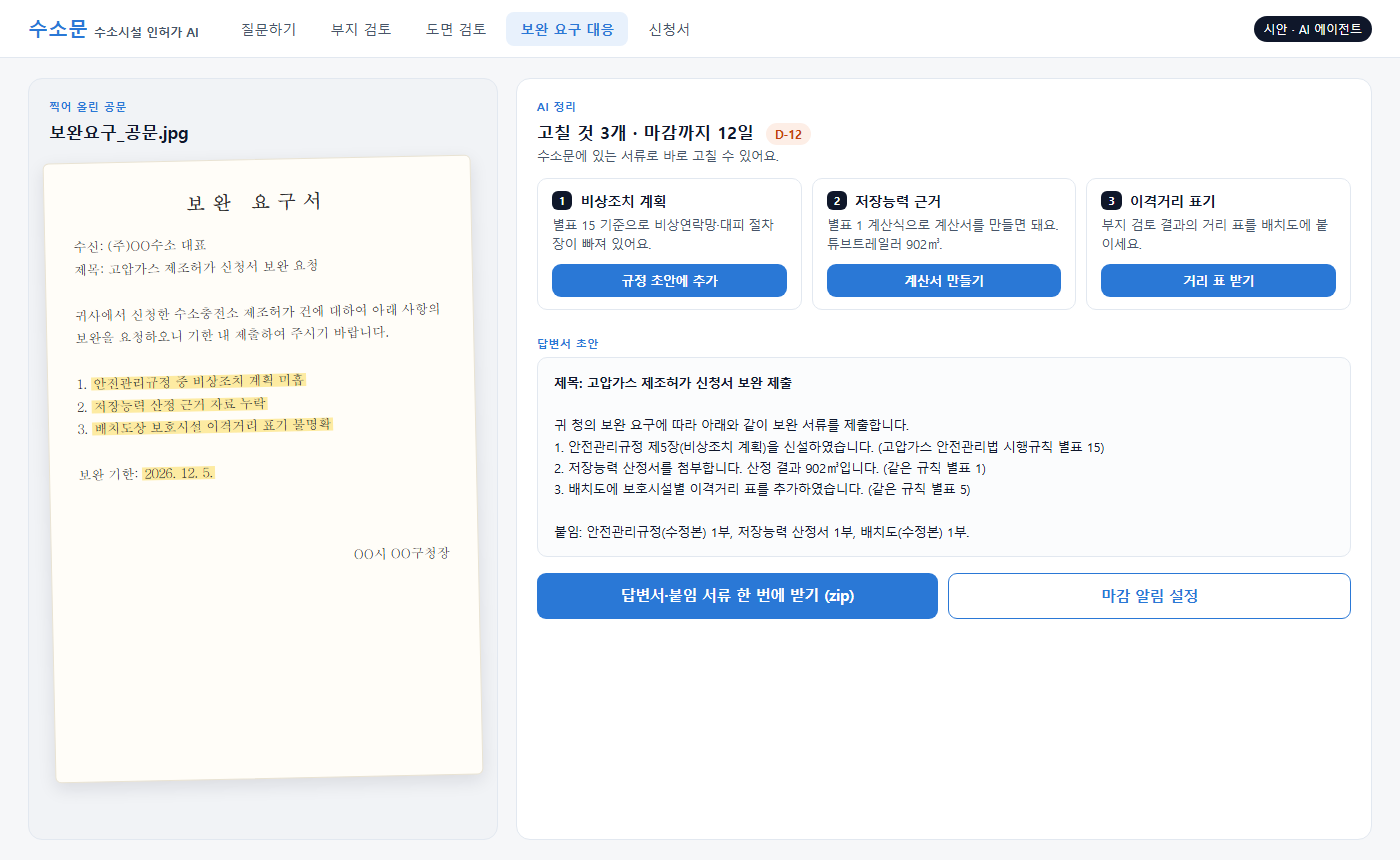 수소문 수소시설 인허가 AI
질문하기
부지 검토
도면 검토
보완 요구 대응
신청서
시안 · AI 에이전트
찍어 올린 공문
보완요구_공문.jpg
보완 요구서
수신: (주)OO수소 대표
제목: 고압가스 제조허가 신청서 보완 요청
귀사에서 신청한 수소충전소 제조허가 건에 대하여 아래 사항의
보완을 요청하오니 기한 내 제출하여 주시기 바랍니다.
1. 안전관리규정 중 비상조치 계획 미흡
2. 저장능력 산정 근거 자료 누락
3. 배치도상 보호시설 이격거리 표기 불명확
보완 기한: 2026. 12. 5.
OO시 OO구청장
AI 정리
고칠 것 3개 · 마감까지 12일 D-12
수소문에 있는 서류로 바로 고칠 수 있어요.
1 비상조치 계획
별표 15 기준으로 비상연락망·대피 절차
장이 빠져 있어요.
규정 초안에 추가
2 저장능력 근거
별표 1 계산식으로 계산서를 만들면 돼요.
튜브트레일러 902㎥.
계산서 만들기
3 이격거리 표기
부지 검토 결과의 거리 표를 배치도에 붙
이세요.
거리 표 받기
답변서 초안
제목: 고압가스 제조허가 신청서 보완 제출
귀 청의 보완 요구에 따라 아래와 같이 보완 서류를 제출합니다.
1. 안전관리규정 제5장(비상조치 계획)을 신설하였습니다. (고압가스 안전관리법 시행규칙 별표 15)
2. 저장능력 산정서를 첨부합니다. 산정 결과 902㎥입니다. (같은 규칙 별표 1)
3. 배치도에 보호시설별 이격거리 표를 추가하였습니다. (같은 규칙 별표 5)
붙임: 안전관리규정(수정본) 1부, 저장능력 산정서 1부, 배치도(수정본) 1부.
답변서·붙임 서류 한 번에 받기 (zip)
마감 알림 설정